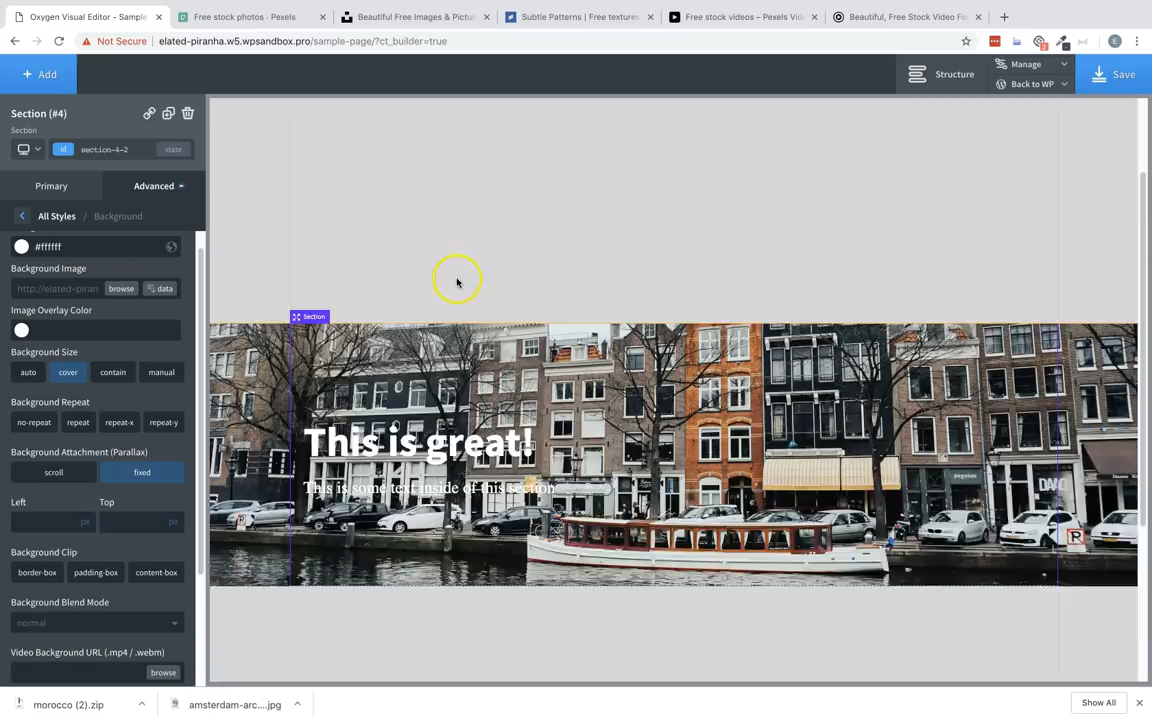 Oxygen Visual Editor - Sample
Free stock photos · Pexels
Beautiful Free Images & Pictur
Subtle Patterns | Free textures
Free stock videos – Pexels Vide
Beautiful, Free Stock Video Foo
Not Secure
elated-piranha.w5.wpsandbox.pro/sample-page/?ct_builder=true
E
+ Add
Structure
Manage
Back to WP
Save
Section (#4)
Section
id
section-4-2
state
Primary
Advanced
All Styles / Background
#ffffff
Background Image
http://elated-piran
browse
data
Image Overlay Color
Background Size
auto
cover
contain
manual
Background Repeat
no-repeat
repeat
repeat-x
repeat-y
Background Attachment (Parallax)
scroll
fixed
Left
Top
px
px
Background Clip
border-box
padding-box
content-box
Background Blend Mode
normal
Video Background URL (.mp4 / .webm)
browse
Section
This is great!
This is some text inside of this section
P
P
morocco (2).zip
amsterdam-arc....jpg
Show All